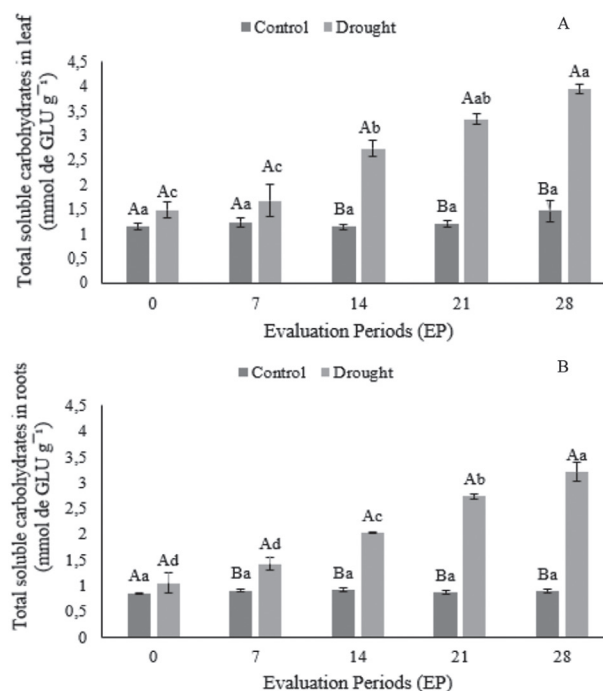 Control Drought A
Total soluble carbohydrates in leaf
(mmol de GLU g⁻¹)
4,5
4
3,5
3
2,5
2
1,5
1
0,5
0
Aa Ac Aa Ac Ba Ab Ba Aab Ba Aa
0 7 14 21 28
Evaluation Periods (EP)
Control Drought B
Total soluble carbohydrates in roots
(mmol de GLU g⁻¹)
4,5
4
3,5
3
2,5
2
1,5
1
0,5
0
Aa Ad Ba Ad Ba Ac Ba Ab Ba Aa
0 7 14 21 28
Evaluation Periods (EP)